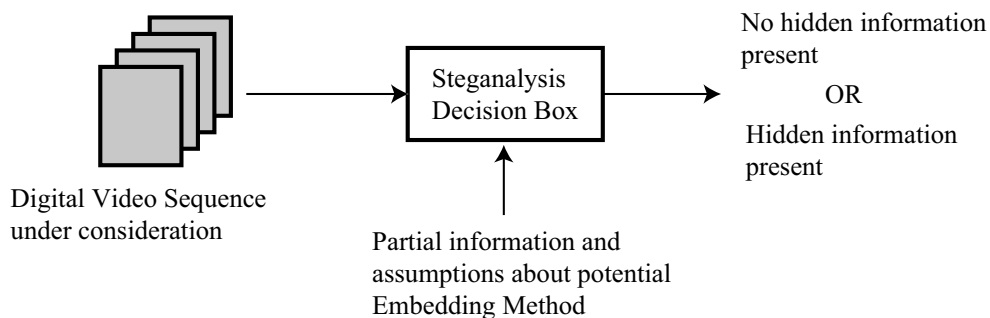 Digital Video Sequence
under consideration
Steganalysis
Decision Box
Partial information and
assumptions about potential
Embedding Method
No hidden information
present
OR
Hidden information
present